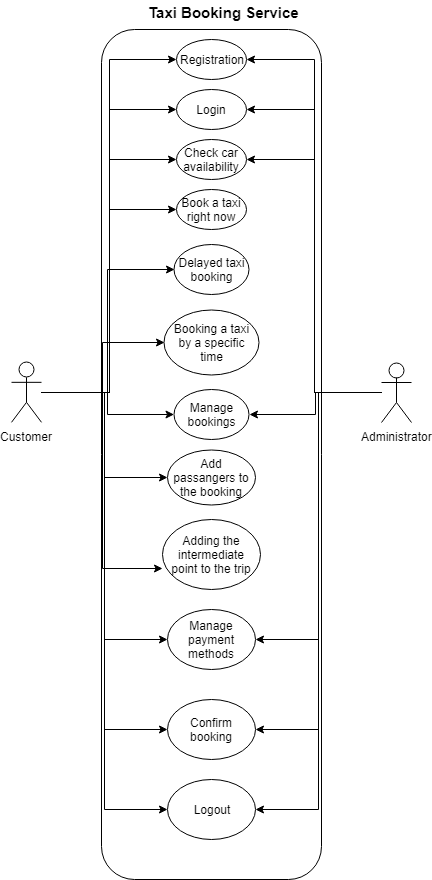 Taxi Booking Service
Registration
Login
Check car
availability
Book a taxi
right now
Delayed taxi
booking
Booking a taxi
by a specific
time
Customer
Manage
bookings
Administrator
Add
passangers to
the booking
Adding the
intermediate
point to the trip
Manage
payment
methods
Confirm
booking
Logout